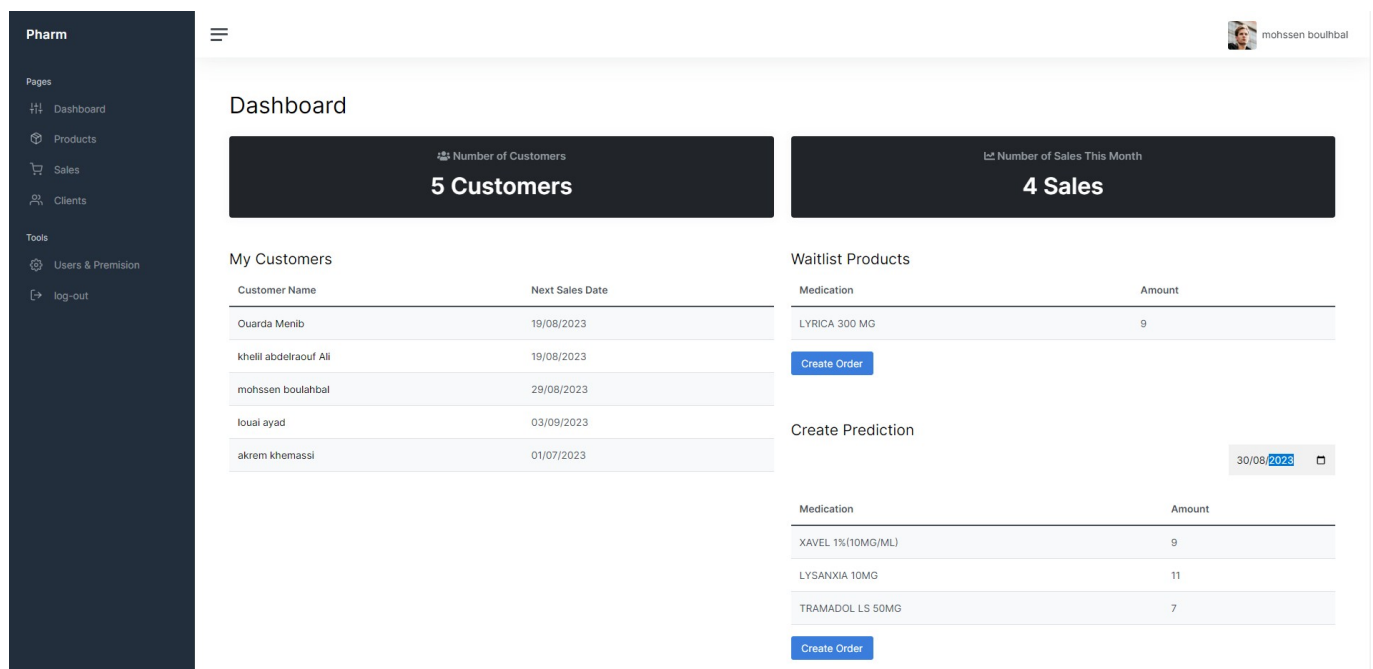 Pharm
mohssen boulhbal
Pages
Dashboard
Products
Sales
Clients
Tools
Users & Premision
log-out
Dashboard
Number of Customers
5 Customers
Number of Sales This Month
4 Sales
My Customers
Customer Name Next Sales Date
Ouarda Menib 19/08/2023
khelil abdelraouf Ali 19/08/2023
mohssen boulahbal 29/08/2023
louai ayad 03/09/2023
akrem khemassi 01/07/2023
Waitlist Products
Medication Amount
LYRICA 300 MG 9
Create Order
Create Prediction
30/08/2023
Medication Amount
XAVEL 1%(10MG/ML) 9
LYSANXIA 10MG 11
TRAMADOL LS 50MG 7
Create Order